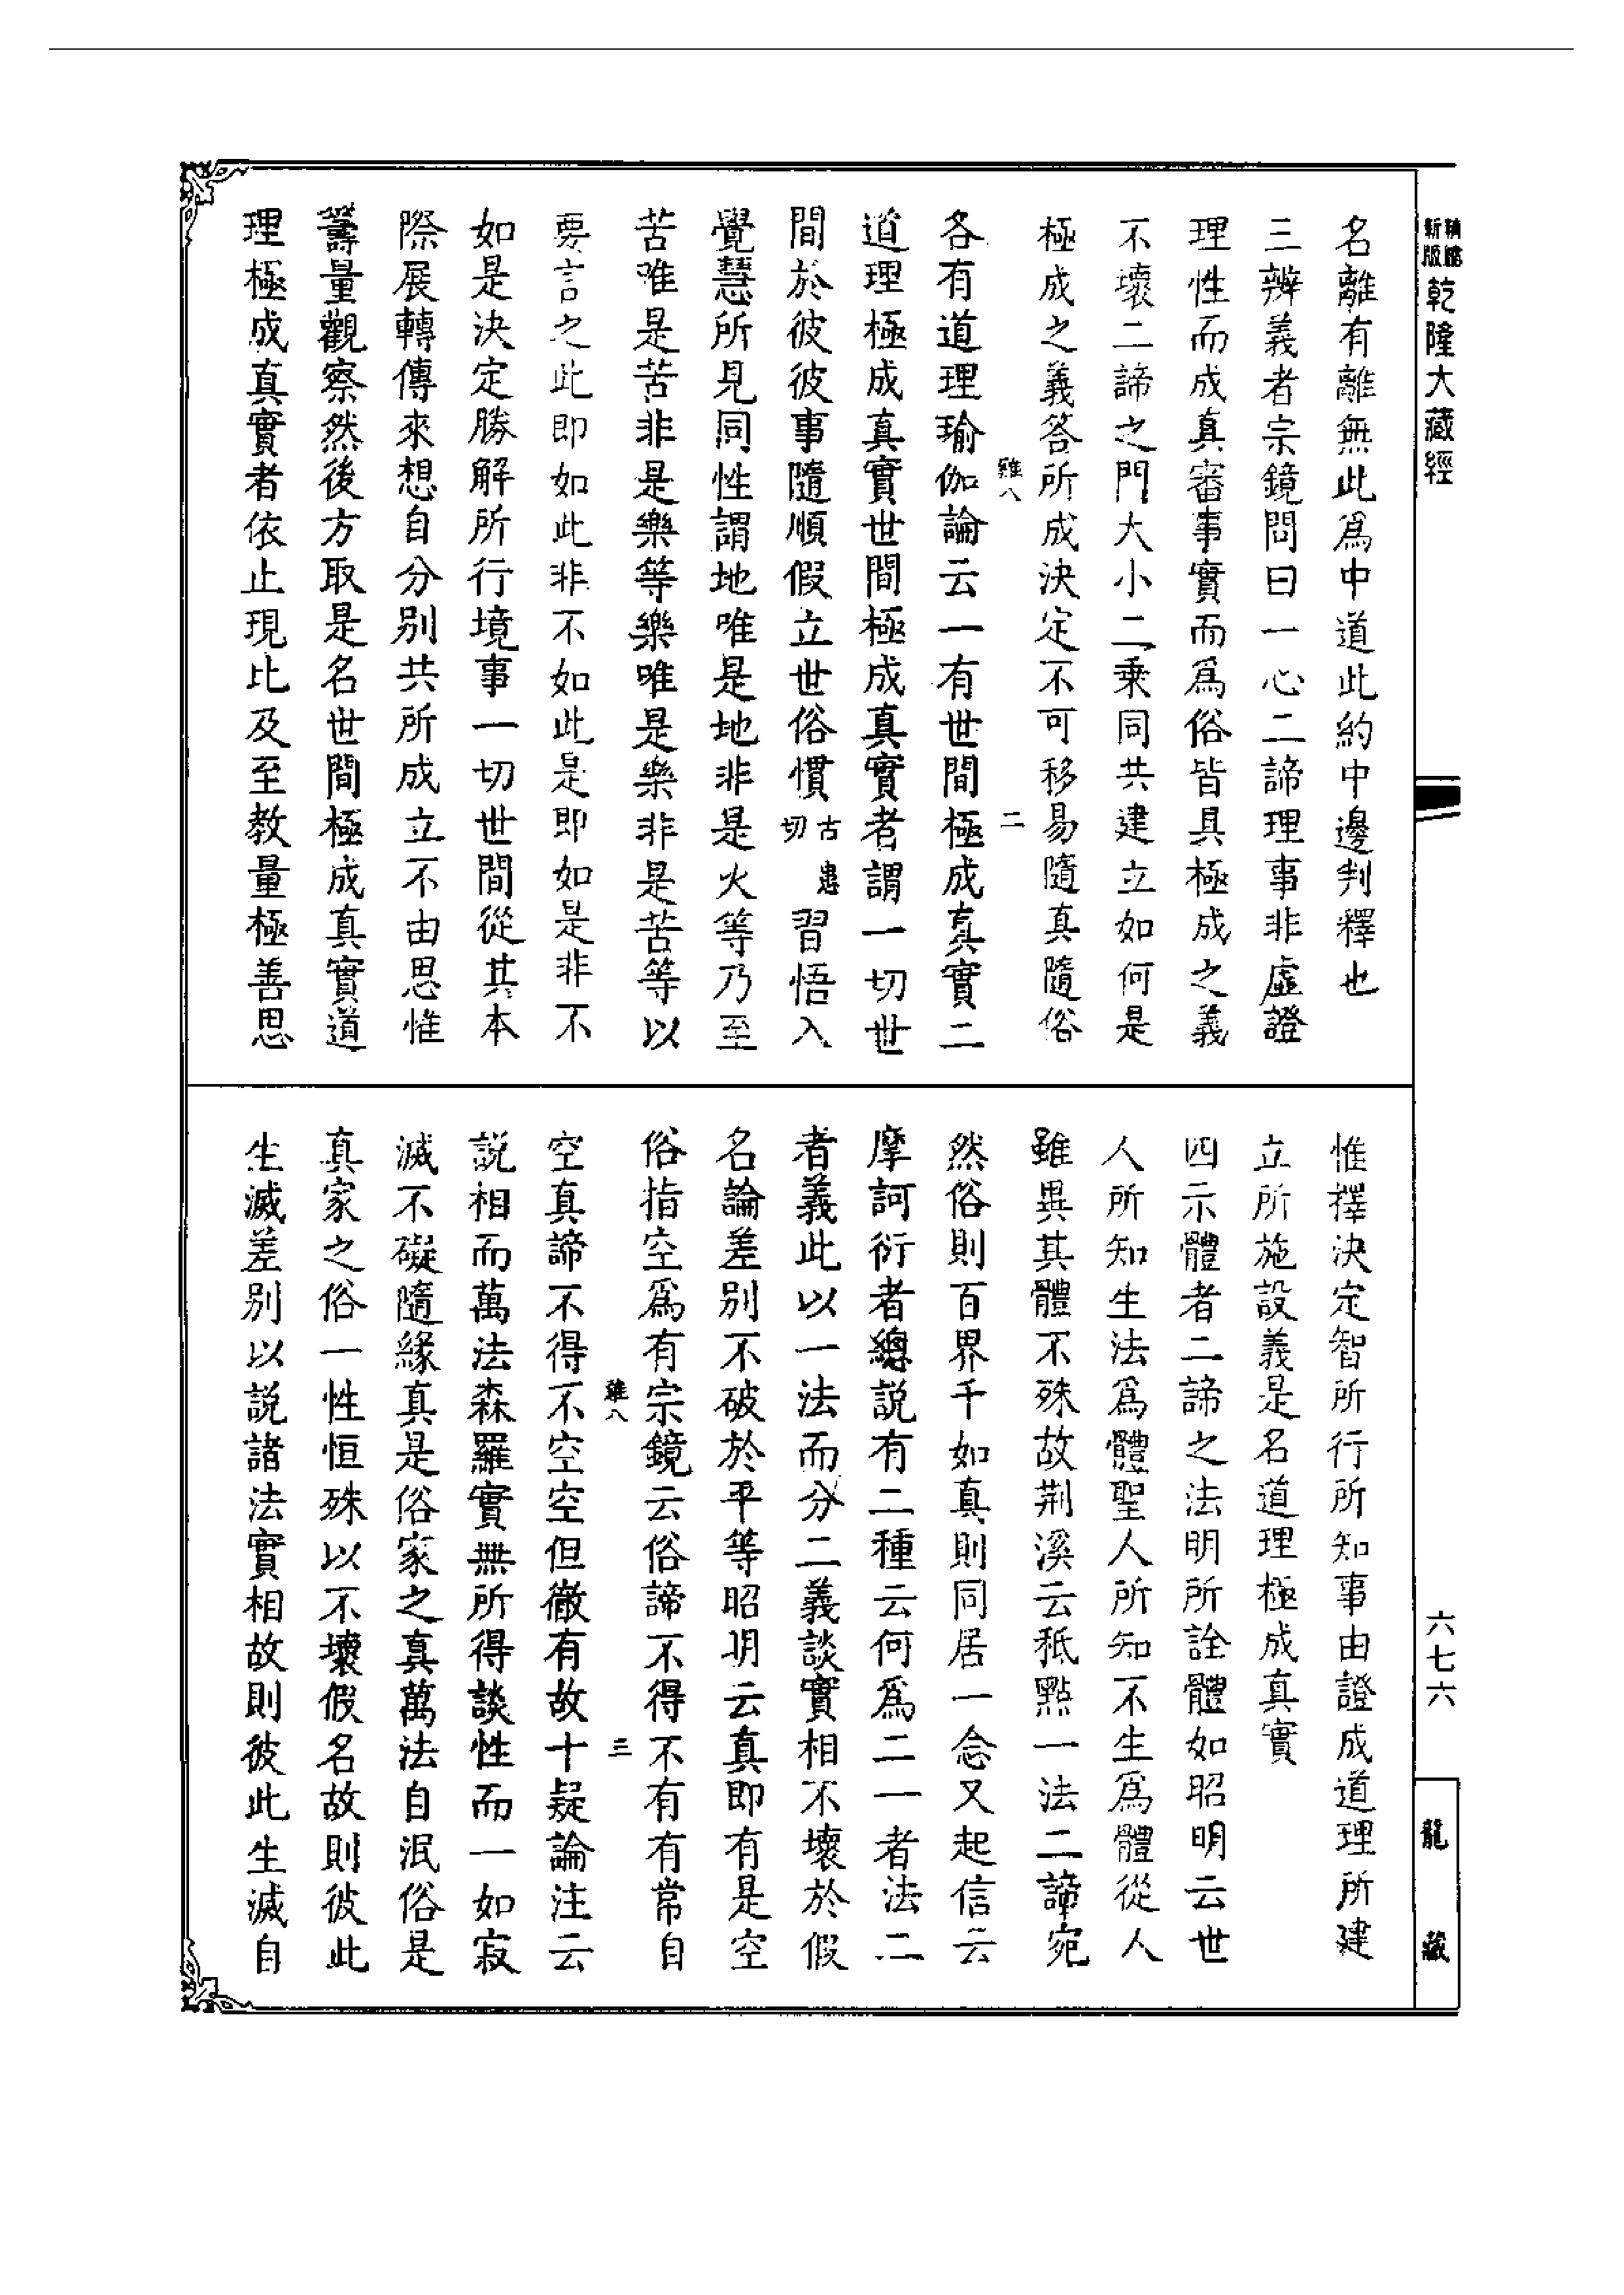 精鵰新版乾隆大藏經
名離有離無此爲中道此約中邊判釋也
三辨義者宗鏡問曰一心二諦理事非虛證
理性而成真審事實而爲俗皆具極成之義
不壞二諦之門大小二乘同共建立如何是
極成之義答所成決定不可移易隨真隨俗
雞八
二
各有道理瑜伽論云一有世間極成真實二
道理極成真實世間極成真實者謂一切世
間於彼彼事隨順假立世俗慣古患切習悟入
覺慧所見同性謂地唯是地非是火等乃至
苦唯是苦非是樂等樂唯是樂非是苦等以
要言之此即如此非不如此是即如是非不
如是決定勝解所行境事一切世間從其本
際展轉傳來想自分別共所成立不由思惟
籌量觀察然後方取是名世間極成真實道
理極成真實者依止現比及至教量極善思
惟擇決定智所行所知事由證成道理所建
立所施設義是名道理極成真實
四示體者二諦之法明所詮體如昭明云世
人所知生法爲體聖人所知不生爲體從人
雖異其體不殊故荆溪云秖點一法二諦宛
然俗則百界千如真則同居一念又起信云
摩訶衍者總說有二種云何爲二一者法二
者義此以一法而分二義談實相不壞於假
名論差別不破於平等昭明云真即有是空
俗指空爲有宗鏡云俗諦不得不有有常自
雞八
三
空真諦不得不空空但徹有故十疑論注云
説相而萬法森羅實無所得談性而一如寂
滅不礙隨緣真是俗家之真萬法自泯俗是
真家之俗一性恒殊以不壞假名故則彼此
生滅差別以説諸法實相故則彼此生滅自
六七六
龍藏